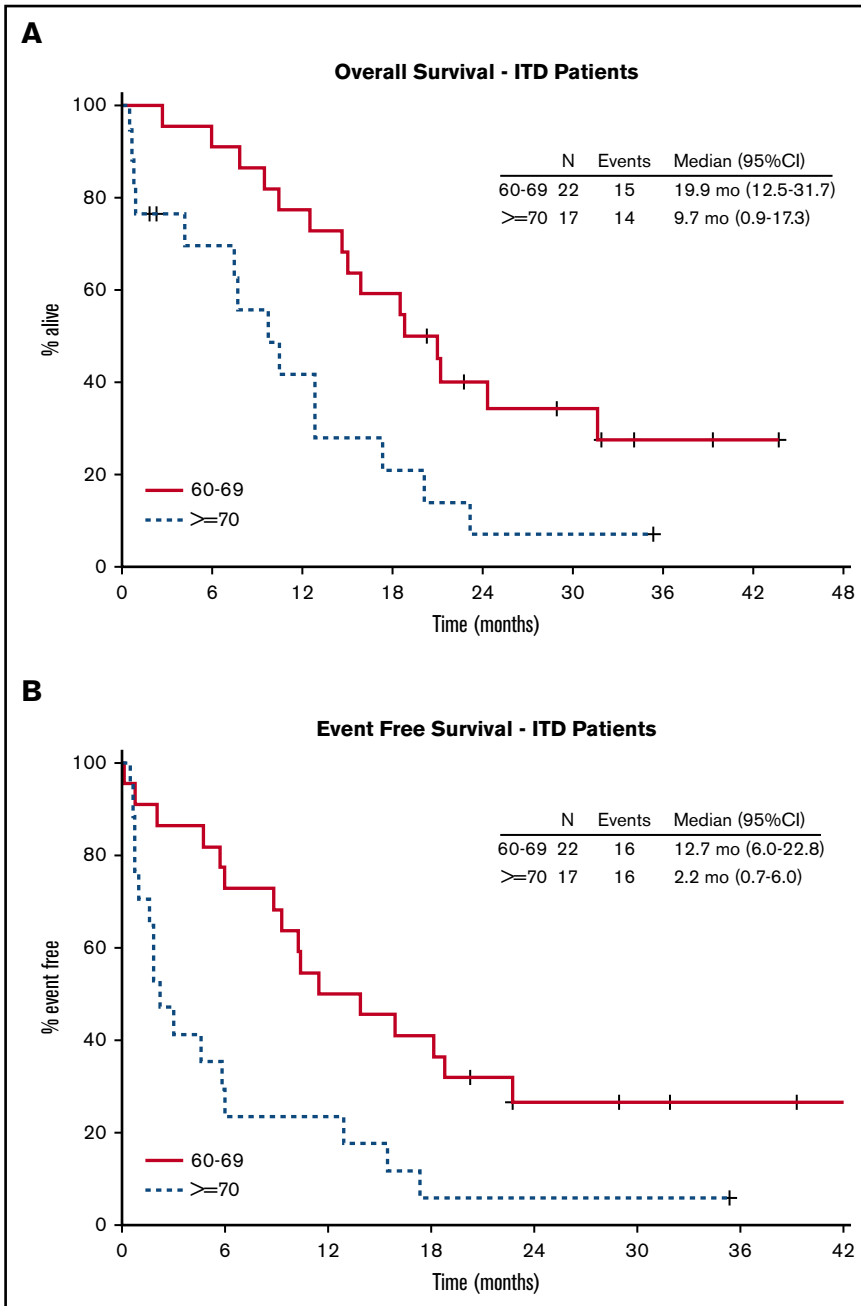 A
Overall Survival - ITD Patients
N Events Median (95%CI)
60-69 22 15 19.9 mo (12.5-31.7)
>=70 17 14 9.7 mo (0.9-17.3)
100
80
60
40
20
0
% alive
60-69
>=70
0 6 12 18 24 30 36 42 48
Time (months)
B
Event Free Survival - ITD Patients
N Events Median (95%CI)
60-69 22 16 12.7 mo (6.0-22.8)
>=70 17 16 2.2 mo (0.7-6.0)
100
80
60
40
20
0
% event free
60-69
>=70
0 6 12 18 24 30 36 42
Time (months)